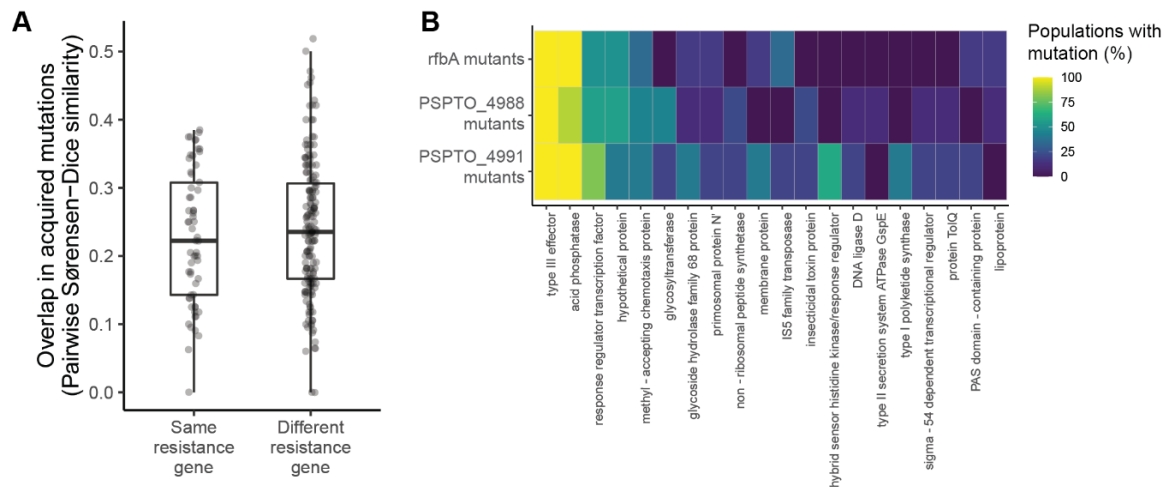 A
Overlap in acquired mutations
(Pairwise Sørensen-Dice similarity)
0.5
0.4
0.3
0.2
0.1
0.0
Same
resistance
gene
Different
resistance
gene
B
rfbA mutants
PSPTO_4988
mutants
PSPTO_4991
mutants
type III effector
acid phosphatase
response regulator transcription factor
hypothetical protein
methyl - accepting chemotaxis protein
glycosyltransferase
glycoside hydrolase family 68 protein
primosomal protein N'
non - ribosomal peptide synthetase
membrane protein
IS5 family transposase
insecticidal toxin protein
hybrid sensor histidine kinase/response regulator
DNA ligase D
type II secretion system ATPase GspE
type I polyketide synthase
sigma - 54 dependent transcriptional regulator
protein TolQ
PAS domain - containing protein
lipoprotein
Populations with
mutation (%)
100
75
50
25
0